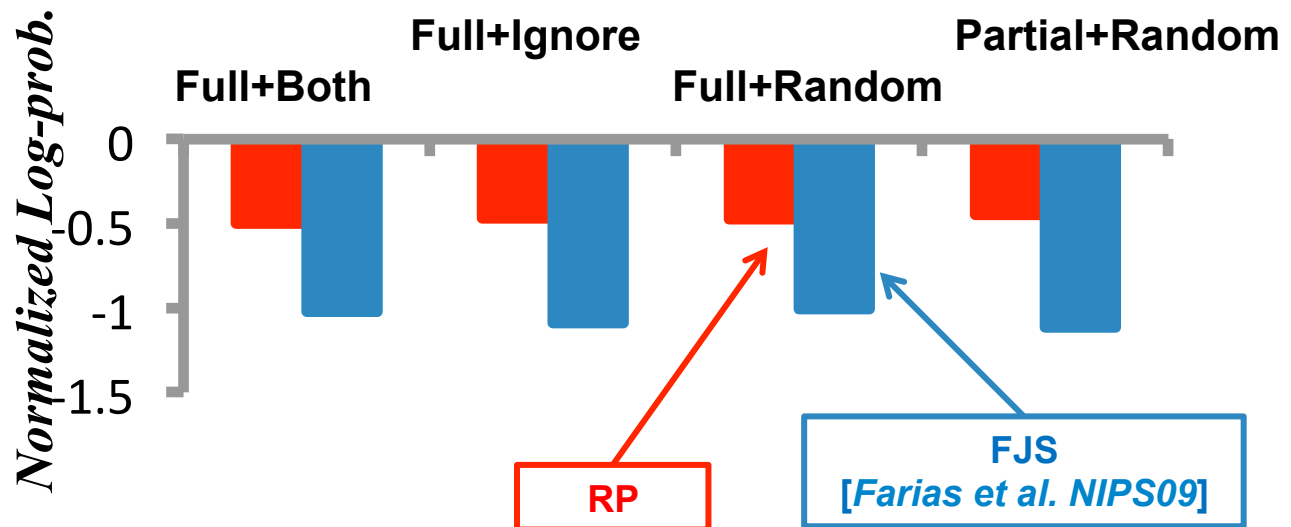 Normalized Log-prob.
Full+Ignore
Partial+Random
Full+Both
Full+Random
0
-0.5
-1
-1.5
RP
FJS
[Farias et al. NIPS09]